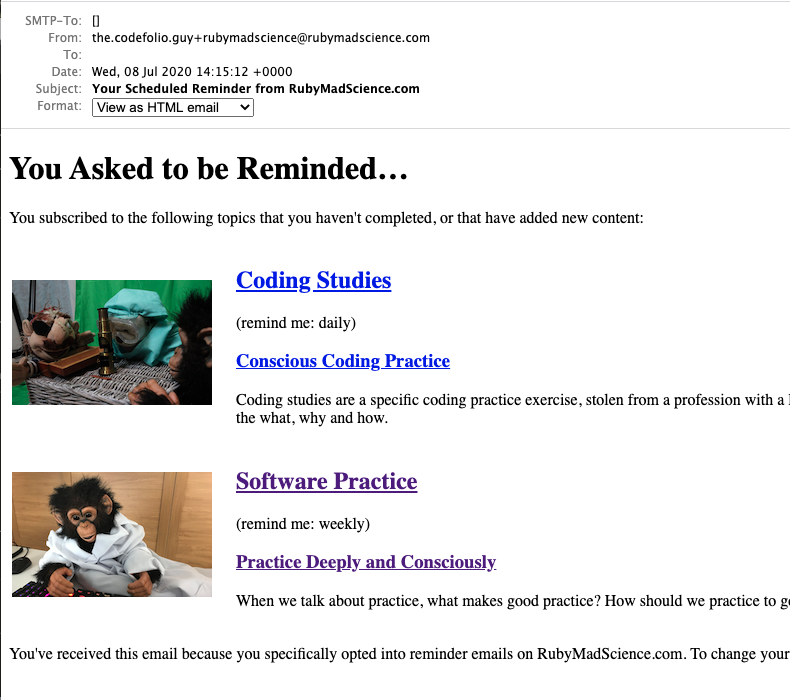 SMTP-To: []
From: the.codefolio.guy+rubymadscience@rubymadscience.com
To:
Date: Wed, 08 Jul 2020 14:15:12 +0000
Subject: Your Scheduled Reminder from RubyMadScience.com
Format: View as HTML email
You Asked to be Reminded...
You subscribed to the following topics that you haven't completed, or that have added new content:
Coding Studies
(remind me: daily)
Conscious Coding Practice
Coding studies are a specific coding practice exercise, stolen from a profession with a
the what, why and how.
Software Practice
(remind me: weekly)
Practice Deeply and Consciously
When we talk about practice, what makes good practice? How should we practice to
You've received this email because you specifically opted into reminder emails on RubyMadScience.com. To change your